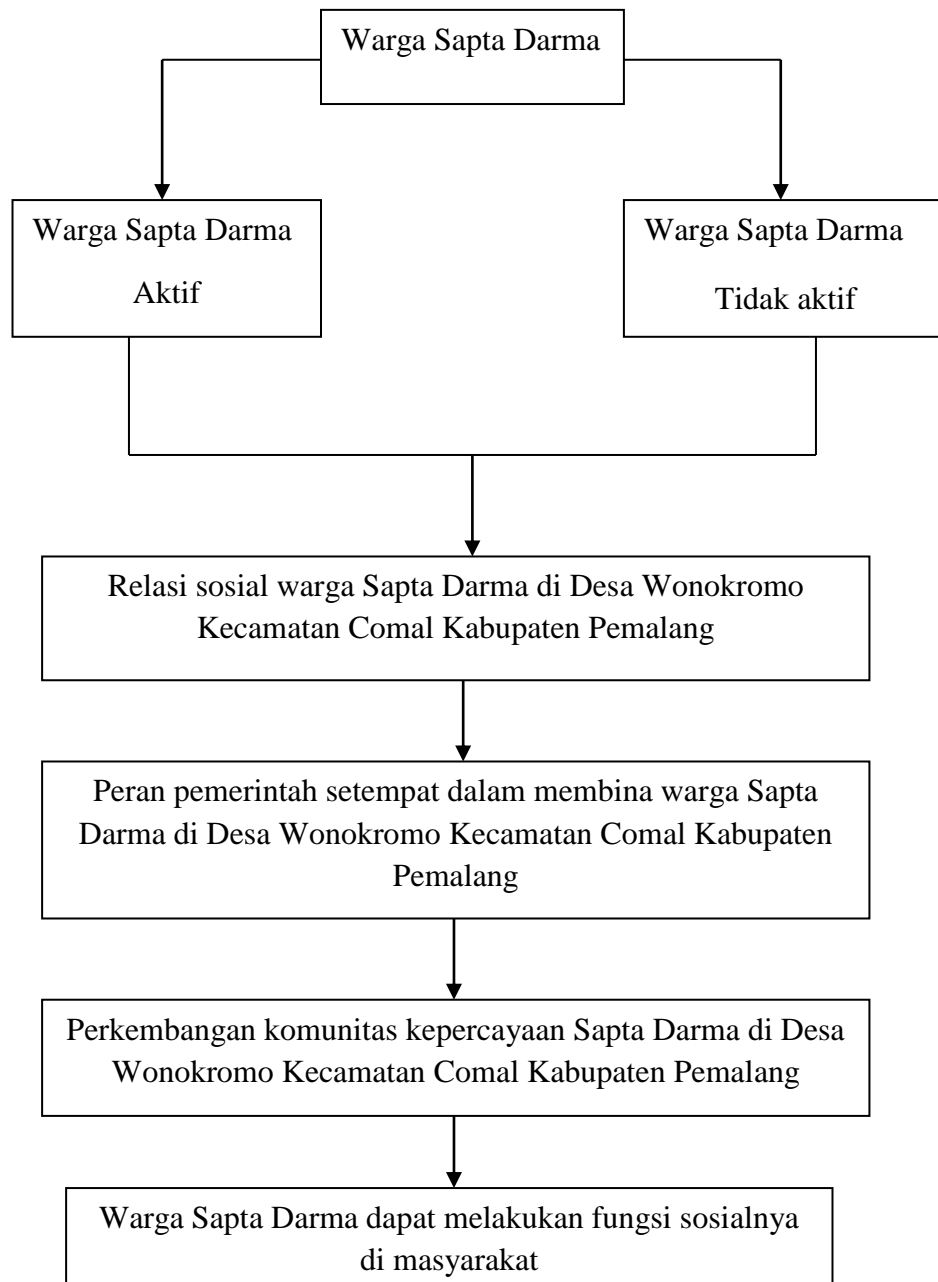 Warga Sapta Darma
Warga Sapta Darma
Aktif
Warga Sapta Darma
Tidak aktif
Relasi sosial warga Sapta Darma di Desa Wonokromo
Kecamatan Comal Kabupaten Pemalang
Peran pemerintah setempat dalam membina warga Sapta
Darma di Desa Wonokromo Kecamatan Comal Kabupaten
Pemalang
Perkembangan komunitas kepercayaan Sapta Darma di Desa
Wonokromo Kecamatan Comal Kabupaten Pemalang
Warga Sapta Darma dapat melakukan fungsi sosialnya
di masyarakat